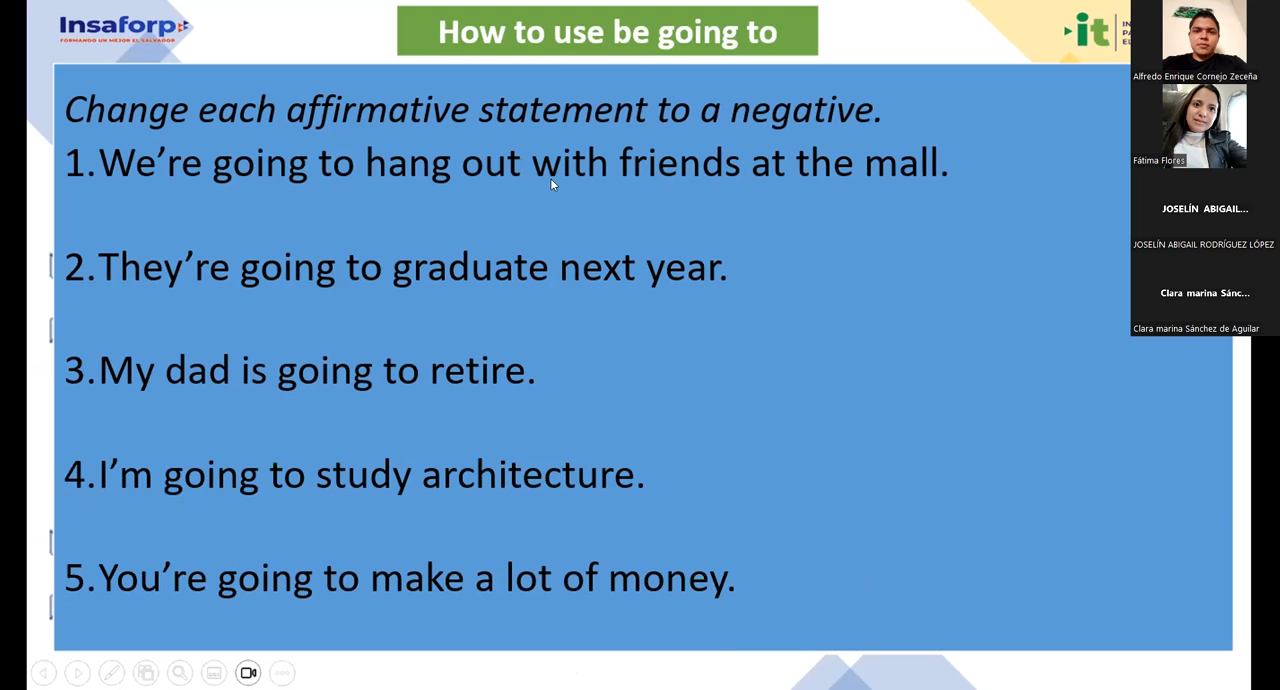 Insaforp
FORMANDO UN MEJOR EL SALVADOR
How to use be going to
it
Change each affirmative statement to a negative.
1.We’re going to hang out with friends at the mall.
2.They’re going to graduate next year.
3.My dad is going to retire.
4.I’m going to study architecture.
5.You’re going to make a lot of money.
Alfredo Enrique Cornejo Zeceña
Fátima Flores
JOSELÍN ABIGAIL...
JOSELÍN ABIGAIL RODRÍGUEZ LÓPEZ
Clara marina Sánc...
Clara marina Sánchez de Aguilar